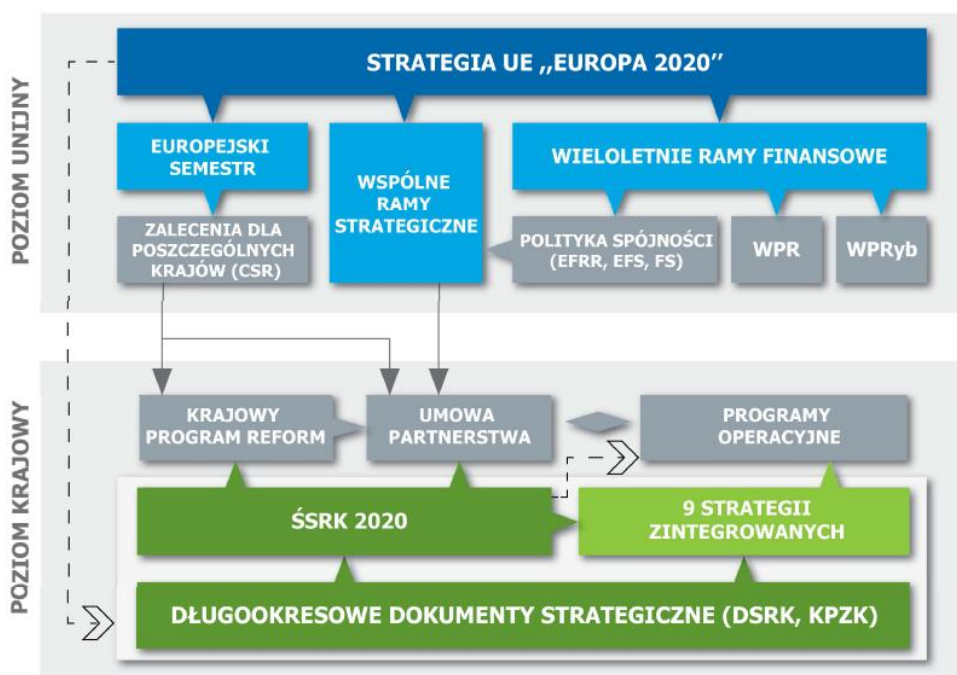 POZIOM UNIJNY
STRATEGIA UE „EUROPA 2020”
EUROPEJSKI
SEMESTR
WSPÓLNE
RAMY
STRATEGICZNE
WIELOLETNIE RAMY FINANSOWE
ZALECENIA DLA
POSZCZEGÓLNYCH
KRAJÓW (CSR)
POLITYKA SPÓJNOŚCI
(EFRR, EFS, FS)
WPR
WPRyb
POZIOM KRAJOWY
KRAJOWY
PROGRAM REFORM
UMOWA
PARTNERSTWA
PROGRAMY
OPERACYJNE
ŚSRK 2020
9 STRATEGII
ZINTEGROWANYCH
DŁUGOOKRESOWE DOKUMENTY STRATEGICZNE (DSRK, KPZK)